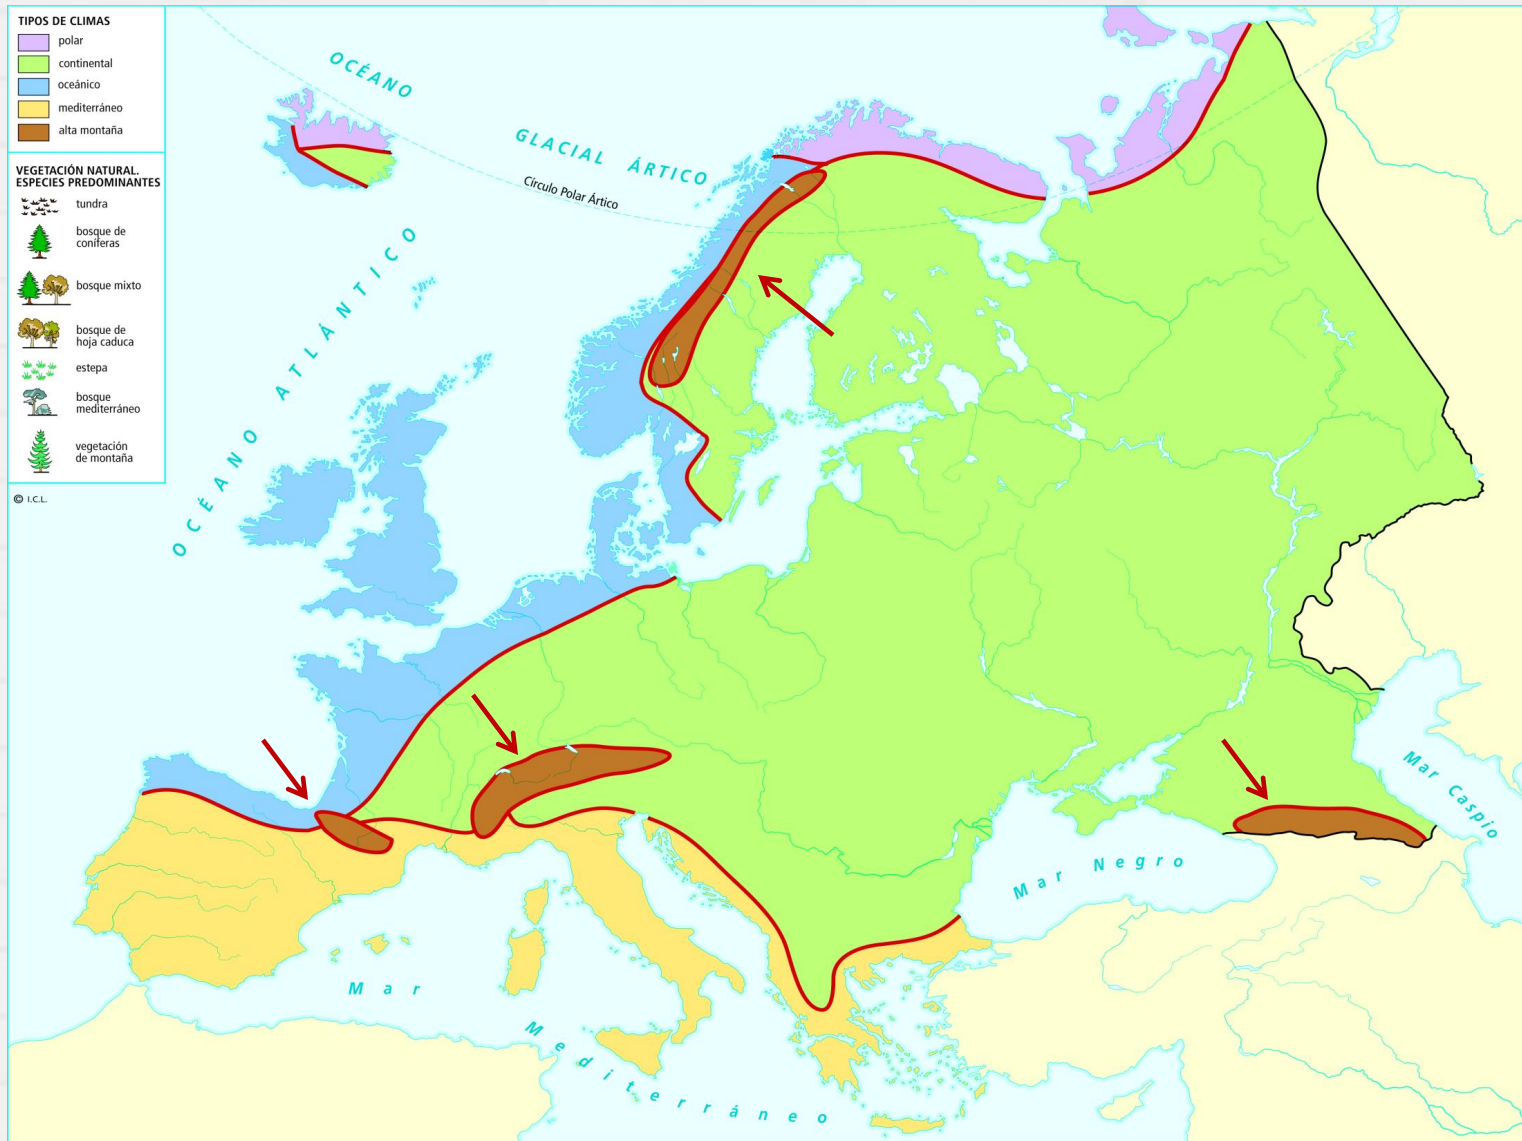 TIPOS DE CLIMAS
polar
continental
oceánico
mediterráneo
alta montaña
VEGETACIÓN NATURAL.
ESPECIES PREDOMINANTES
tundra
bosque de
coníferas
bosque mixto
bosque de
hoja caduca
estepa
bosque
mediterráneo
vegetación
de montaña
© I.C.L.
OCÉANO
GLACIAL ÁRTICO
Círculo Polar Ártico
OCÉANO ATLÁNTICO
Mar Caspio
Mar Negro
Mar
Mediterráneo